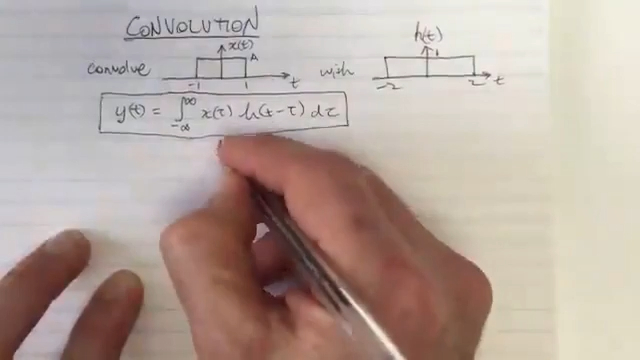 CONVOLUTION
convolve x(t) A -1 1 t with h(t) 1 -2 2 t
y(t) = ∫_{-∞}^{∞} x(τ) h(t-τ) dτ